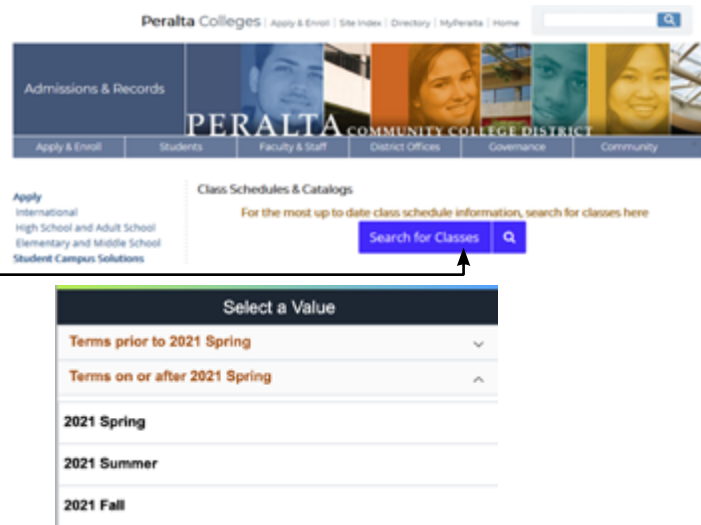 Peralta Colleges | Apply & Enroll | Site Index | Directory | MyPeralta | Home
Admissions & Records
PERALTA COMMUNITY COLLEGE DISTRICT
Apply & Enroll Students Faculty & Staff District Offices Governance Community
Class Schedules & Catalogs
Apply
International
High School and Adult School
Elementary and Middle School
Student Campus Solutions
For the most up to date class schedule information, search for classes here
Search for Classes
Select a Value
Terms prior to 2021 Spring
Terms on or after 2021 Spring
2021 Spring
2021 Summer
2021 Fall